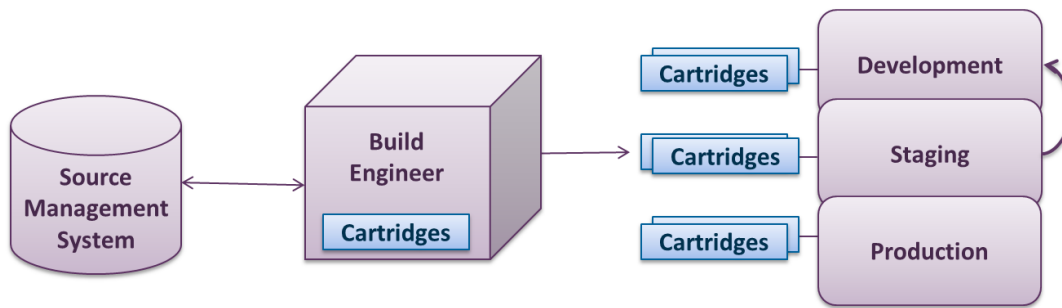 Source
Management
System
Build
Engineer
Cartridges
Cartridges
Development
Cartridges
Staging
Cartridges
Production